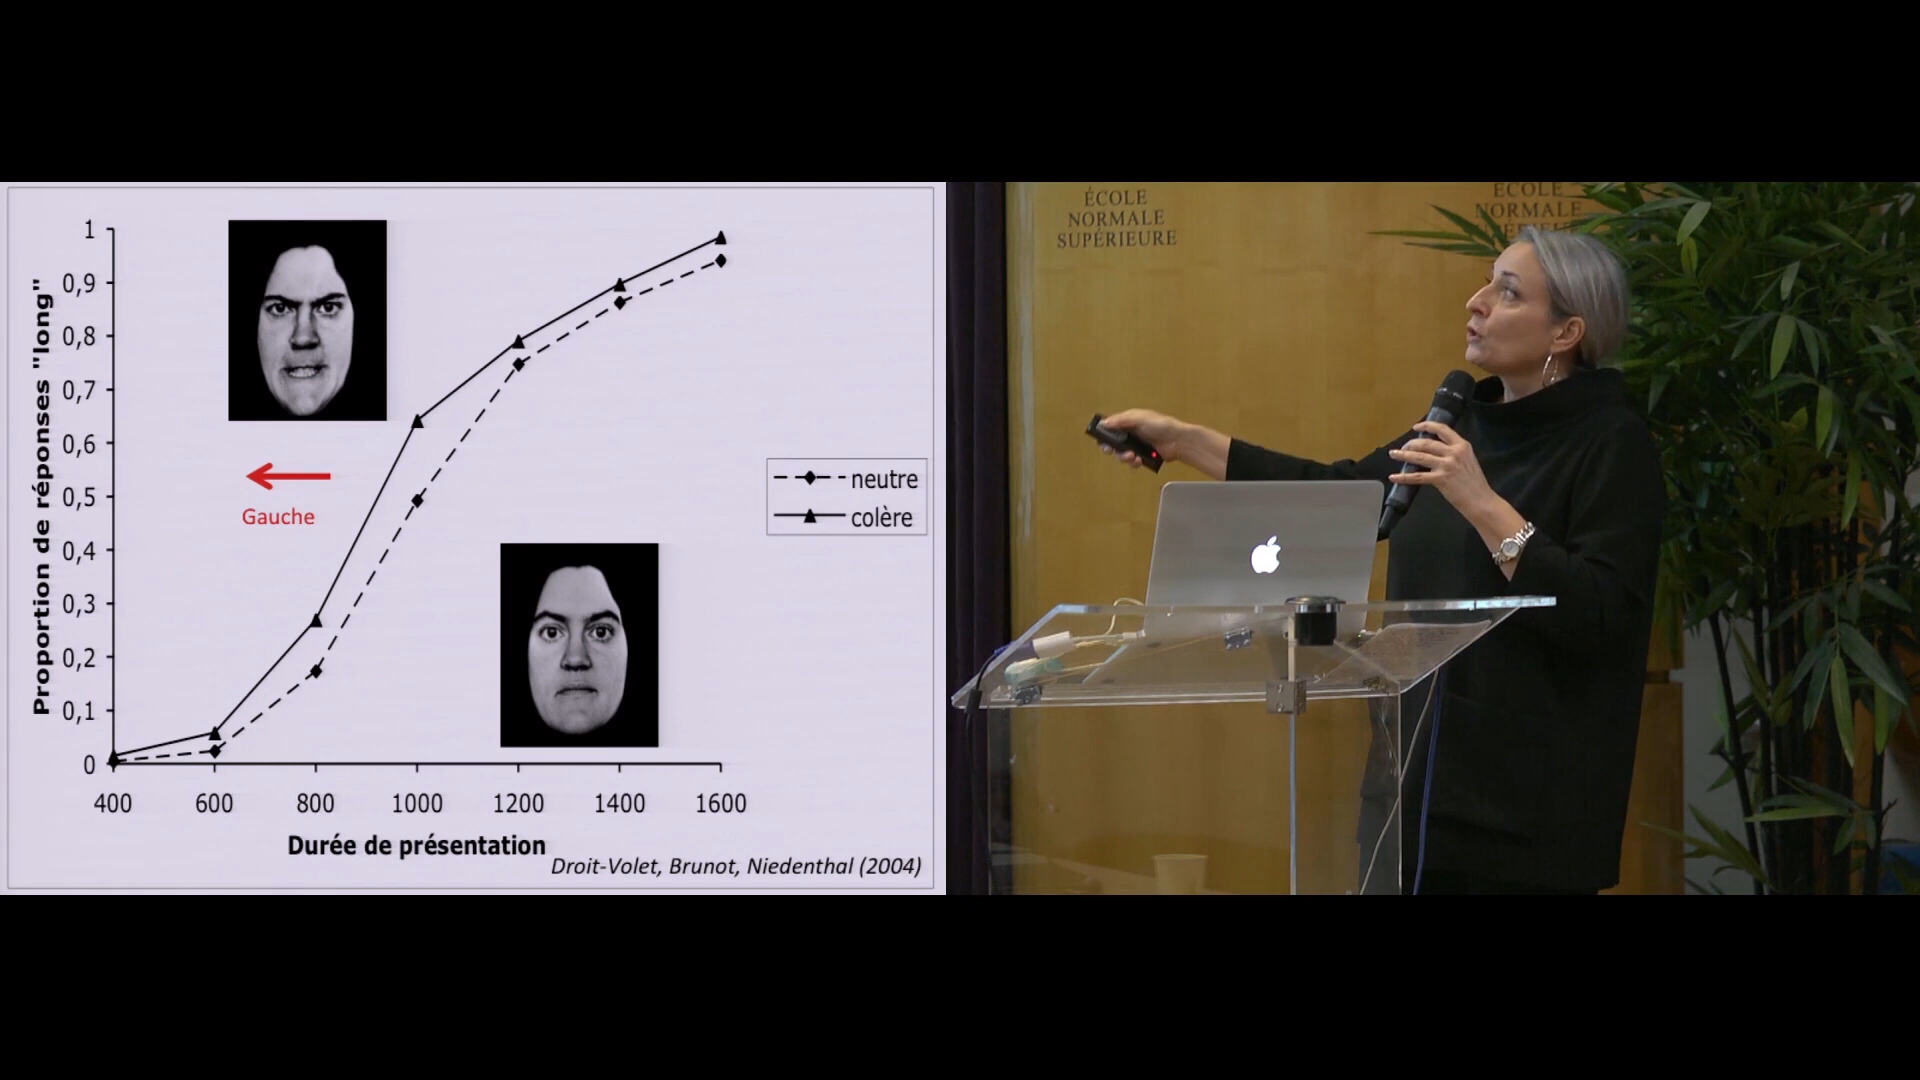 1
0,9
0,8
0,7
0,6
0,5
0,4
0,3
0,2
0,1
0
Proportion de réponses "long"
Gauche
neutre
colère
400 600 800 1000 1200 1400 1600
Durée de présentation
Droit-Volet, Brunot, Niedenthal (2004)
ÉCOLE
NORMALE
SUPÉRIEURE
ÉCOLE
NORMALE